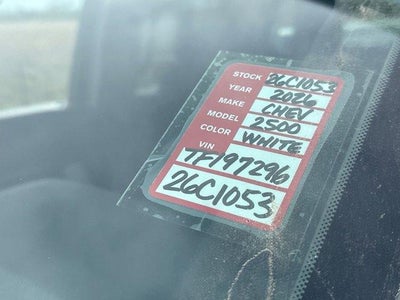 STOCK 26C1053
YEAR 2026
MAKE CHEV
MODEL 2500
COLOR WHITE
VIN
TF197296
26C1053